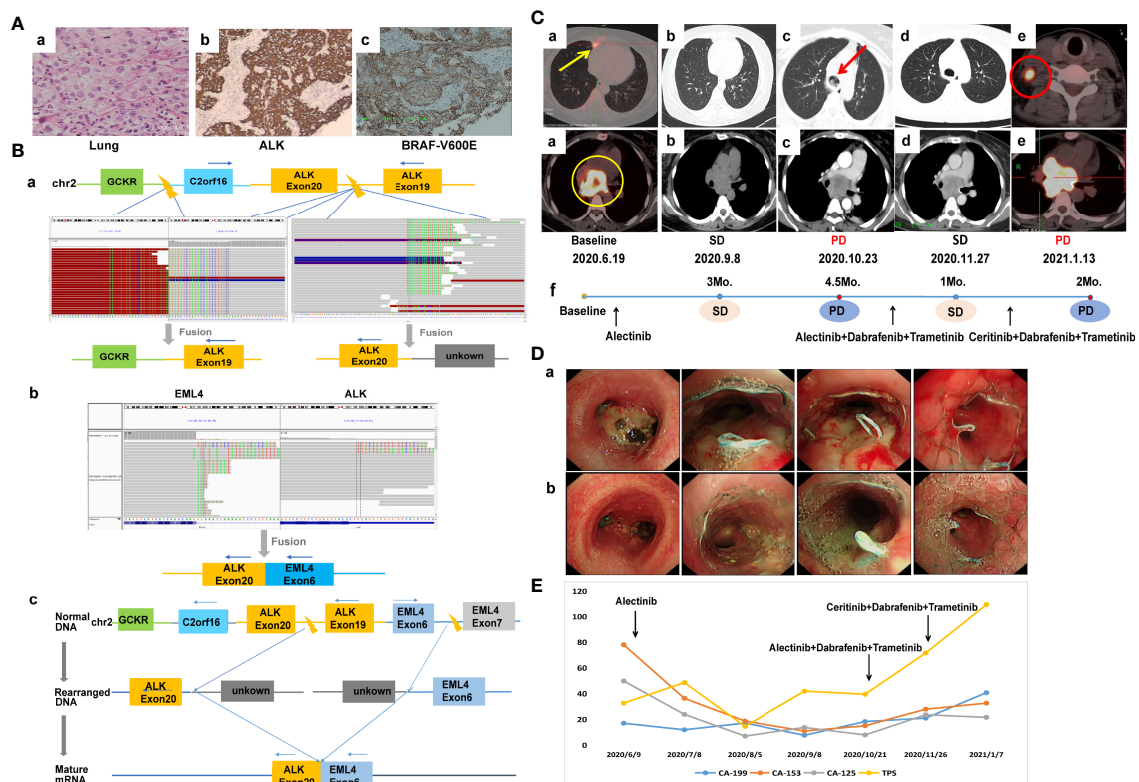 A
a
b
c
Lung
ALK
BRAF-V600E
B
a
chr2
GCKR
C2orf16
ALK
Exon20
ALK
Exon19
Fusion
Fusion
GCKR
ALK
Exon19
ALK
Exon20
unkown
b
EML4
ALK
Fusion
ALK
Exon20
EML4
Exon6
c
Normal
DNA
chr2
GCKR
C2orf16
ALK
Exon20
ALK
Exon19
EML4
Exon6
EML4
Exon7
Rearranged
DNA
ALK
Exon20
unkown
unkown
EML4
Exon6
Mature
mRNA
ALK
Exon20
EML4
Exon6
C
a
b
c
d
e
a
b
c
d
e
R
Baseline
SD
PD
SD
PD
2020.6.19
2020.9.8
2020.10.23
2020.11.27
2021.1.13
f
3Mo.
4.5Mo.
1Mo.
2Mo.
Baseline
SD
PD
SD
PD
Alectinib
Alectinib+Dabrafenib+Trametinib
Ceritinib+Dabrafenib+Trametinib
D
a
b
E
120
100
80
60
40
20
0
Alectinib
Ceritinib+Dabrafenib+Trametinib
Alectinib+Dabrafenib+Trametinib
2020/6/9
2020/7/8
2020/8/5
2020/9/8
2020/10/21
2020/11/26
2021/1/7
CA-199
CA-153
CA-125
TPS